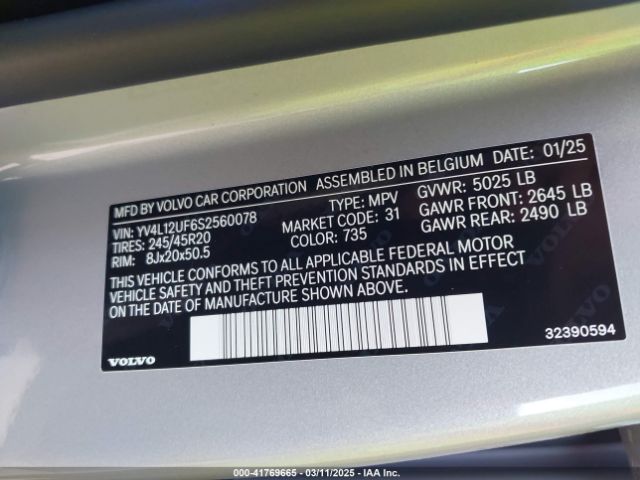 MFD BY VOLVO CAR CORPORATION ASSEMBLED IN BELGIUM DATE: 01/25
VIN: YV4L12UF6S2560078 TYPE: MPV GVWR: 5025 LB
TIRES: 245/45R20 MARKET CODE: 31 GAWR FRONT: 2645 LB
RIM: 8Jx20x50.5 COLOR: 735 GAWR REAR: 2490 LB
THIS VEHICLE CONFORMS TO ALL APPLICABLE FEDERAL MOTOR
VEHICLE SAFETY AND THEFT PREVENTION STANDARDS IN EFFECT
ON THE DATE OF MANUFACTURE SHOWN ABOVE.
32390594
VOLVO
000-41769665 - 03/11/2025 - IAA Inc.